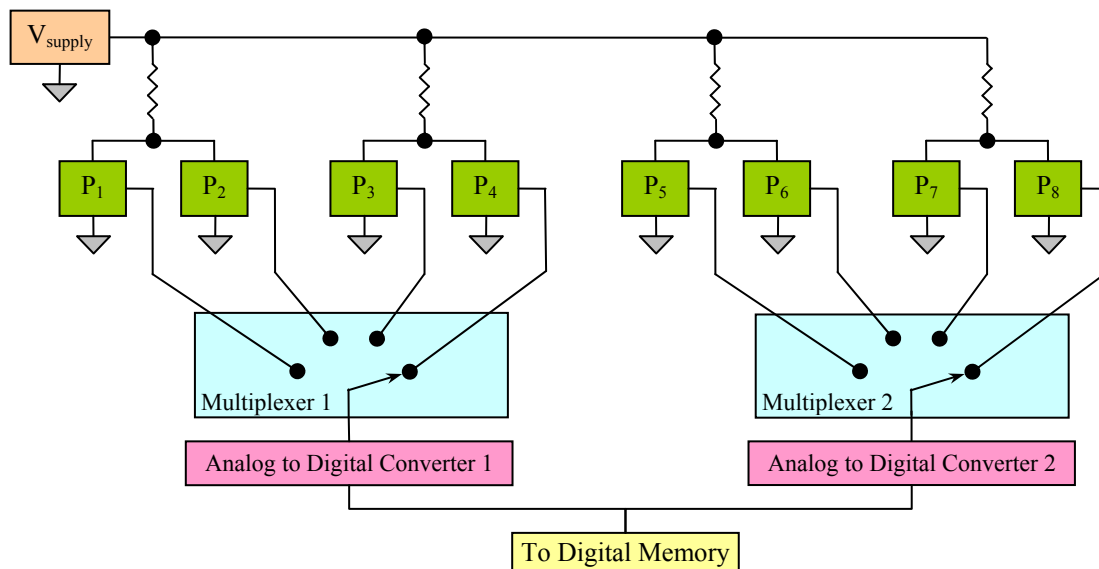 V supply
P1
P2
P3
P4
P5
P6
P7
P8
Multiplexer 1
Multiplexer 2
Analog to Digital Converter 1
Analog to Digital Converter 2
To Digital Memory